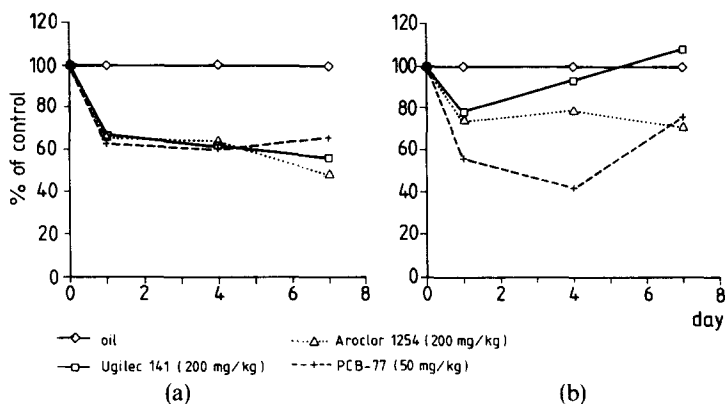 % of control
120
100
80
60
40
20
0
0 2 4 6 8
120
100
80
60
40
20
0
0 2 4 6 8
day
oil
Aroclor 1254 (200 mg/kg)
Ugilec 141 (200 mg/kg)
PCB-77 (50 mg/kg)
(a)
(b)